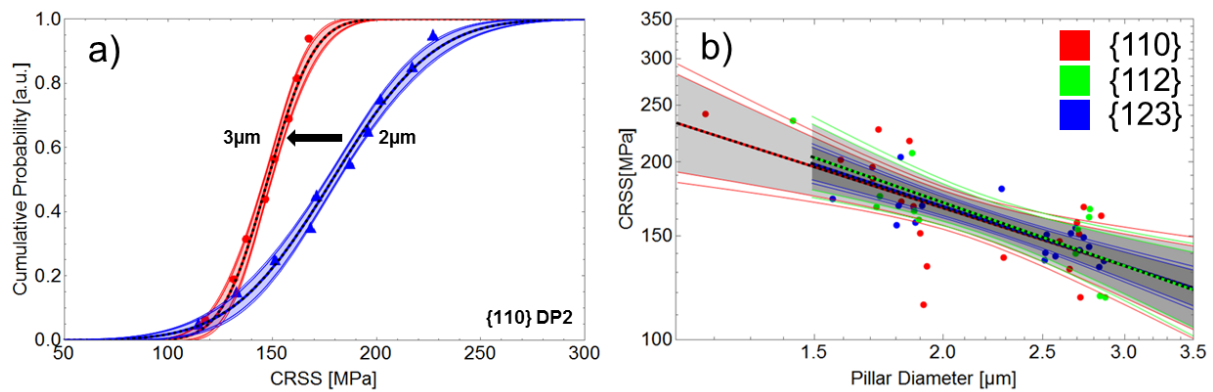 a)
1.0
0.8
0.6
0.4
0.2
0.0
Cumulative Probability [a.u.]
3µm
2µm
{110} DP2
50
100
150
200
250
300
CRSS [MPa]
b)
{110}
{112}
{123}
350
300
250
200
150
100
CRSS[MPa]
1.5
2.0
2.5
3.0
3.5
Pillar Diameter [µm]